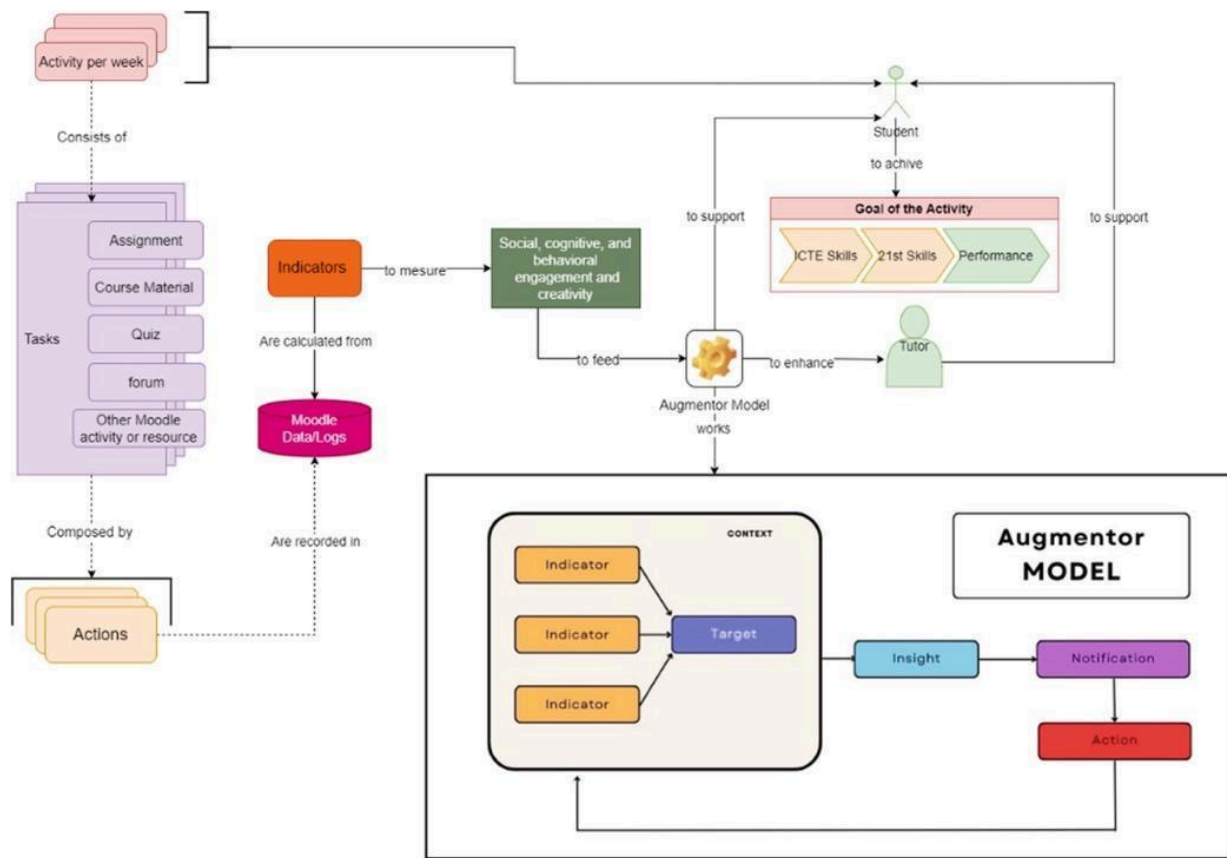 Activity per week
Consists of
Tasks
Assignment
Course Material
Quiz
forum
Other Moodle
activity or resource
Composed by
Actions
Are recorded in
Indicators
Are calculated from
Moodle
Data/Logs
to mesure
Social, cognitive, and
behavioral
engagement and
creativity
to feed
Augmentor Model
works
to support
to enhance
Tutor
to support
Student
to achive
Goal of the Activity
ICTE Skills
21st Skills
Performance
CONTEXT
Indicator
Indicator
Indicator
Target
Insight
Notification
Action
Augmentor
MODEL